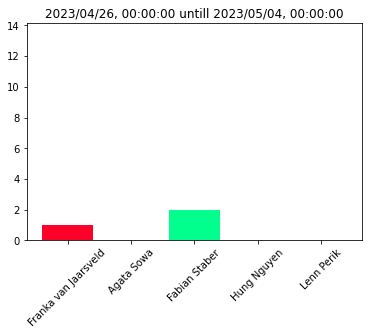 2023/04/26, 00:00:00 untill 2023/05/04, 00:00:00
14
12
10
8
6
4
2
0
Franka van Jaarsveld
Agata Sowa
Fabian Staber
Hung Nguyen
Lenn Perik